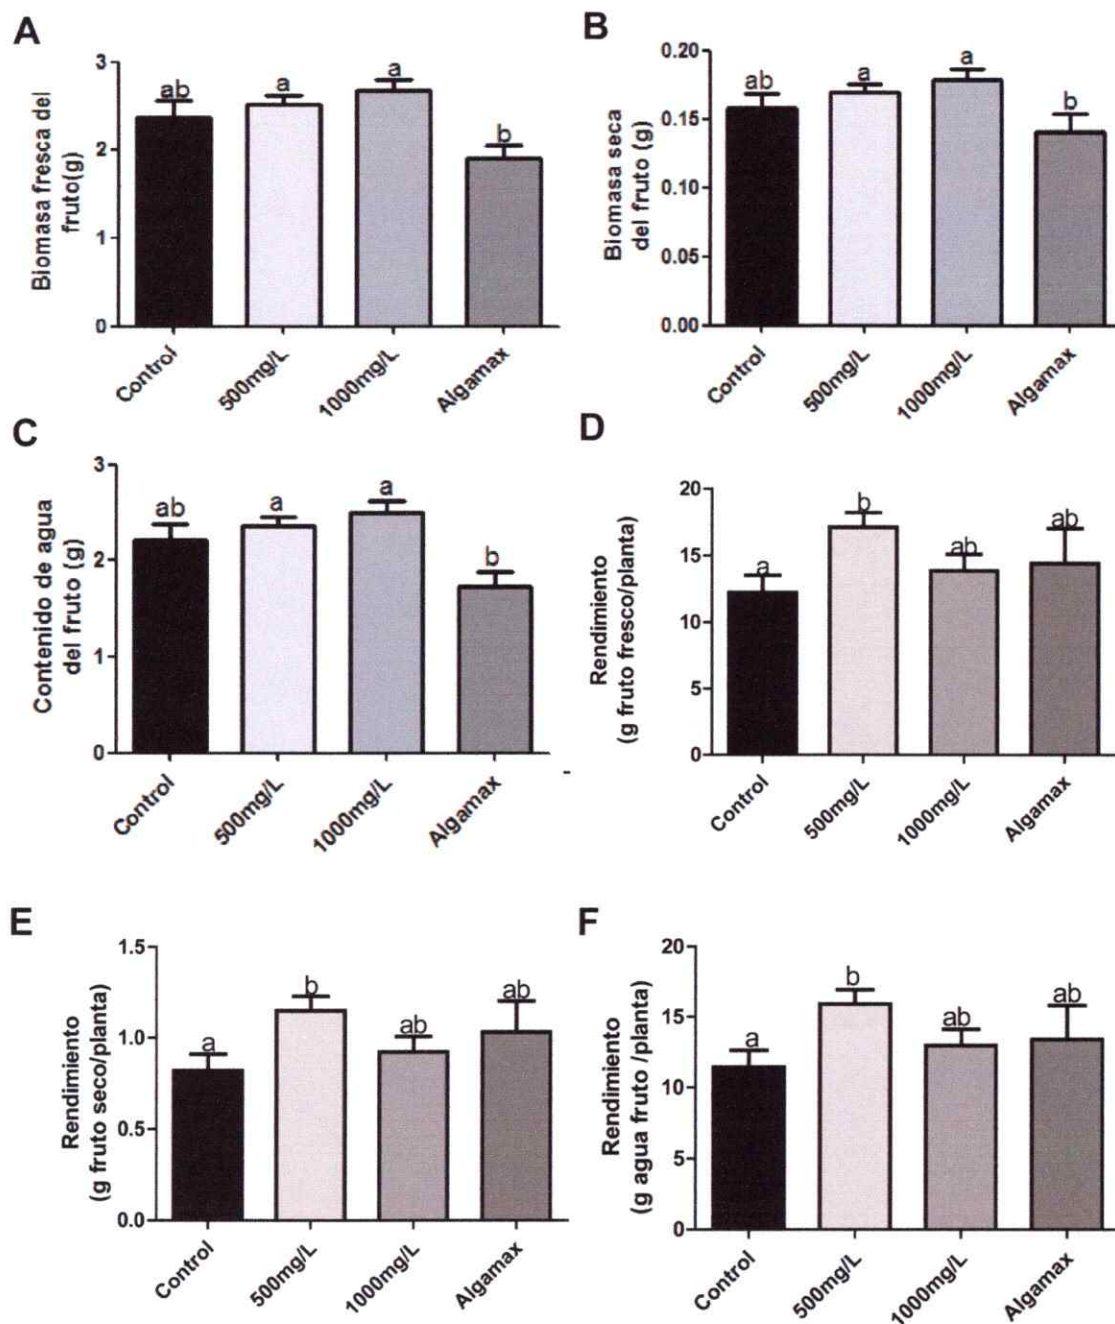 A
Biomasa fresca del
fruto(g)
3
2
1
0
ab
a
a
b
Control
500mg/L
1000mg/L
Algamax
B
Biomasa seca
del fruto (g)
0.20
0.15
0.10
0.05
0.00
ab
a
a
b
Control
500mg/L
1000mg/L
Algamax
C
Contenido de agua
del fruto (g)
3
2
1
0
ab
a
a
b
Control
500mg/L
1000mg/L
Algamax
D
Rendimiento
(g fruto fresco/planta)
20
15
10
5
0
a
b
ab
ab
Control
500mg/L
1000mg/L
Algamax
E
Rendimiento
(g fruto seco/planta)
1.5
1.0
0.5
0.0
a
b
ab
ab
Control
500mg/L
1000mg/L
Algamax
F
Rendimiento
(g agua fruto /planta)
20
15
10
5
0
a
b
ab
ab
Control
500mg/L
1000mg/L
Algamax